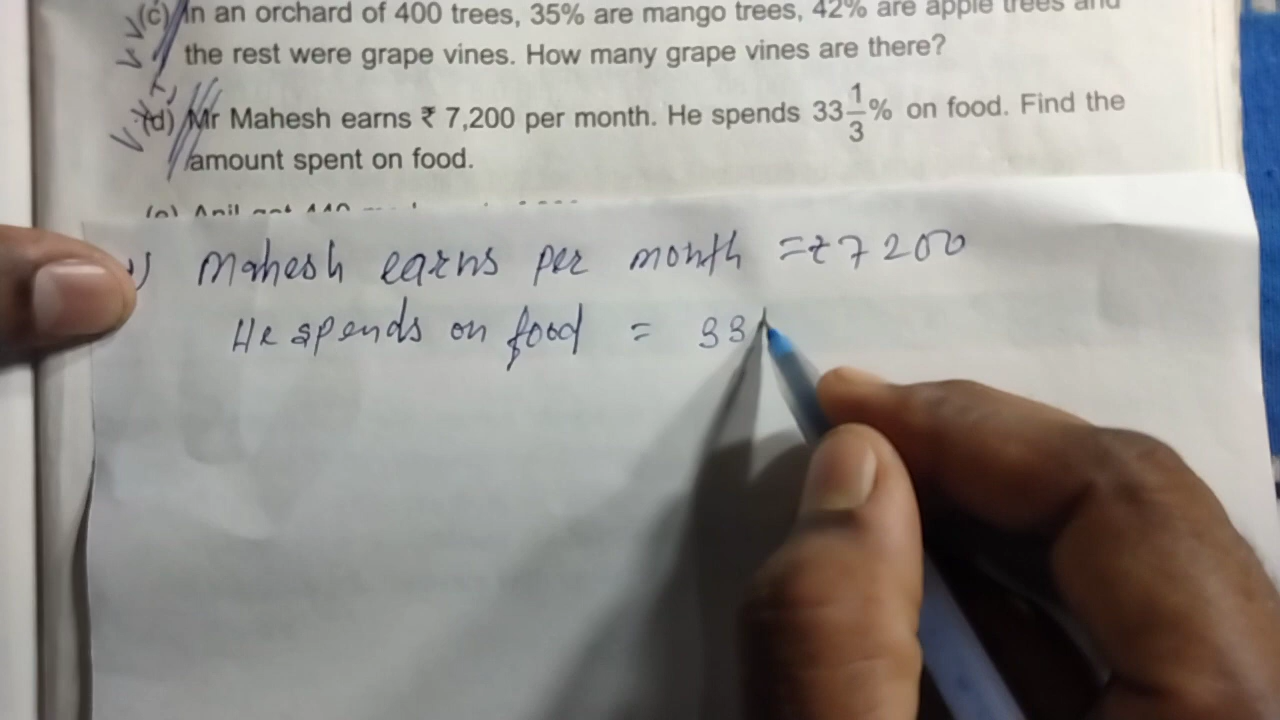 (c) In an orchard of 400 trees, 35% are mango trees, 42% are apple trees and
the rest were grape vines. How many grape vines are there?
(d) Mr Mahesh earns ₹ 7,200 per month. He spends 33 1/3 % on food. Find the
amount spent on food.
Mahesh earns per month = ₹ 7200
He spends on food = 33